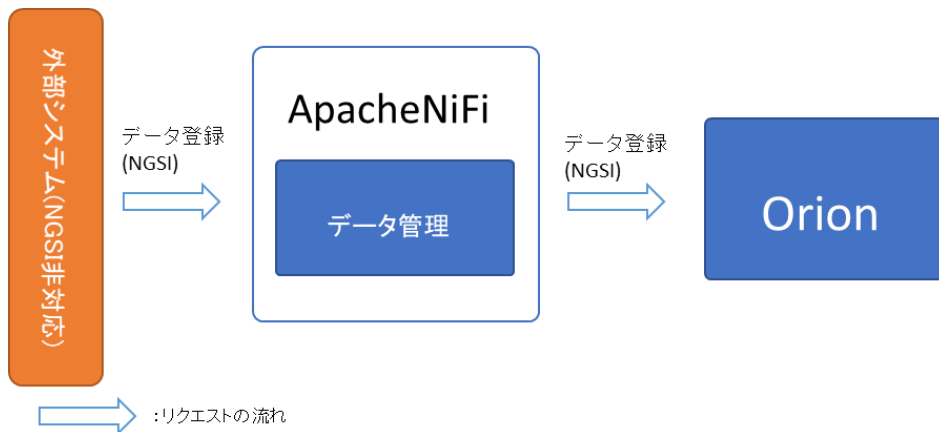 外部システム(NGSI非対応)
データ登録
(NGSI)
ApacheNiFi
データ管理
データ登録
(NGSI)
Orion
:リクエストの流れ